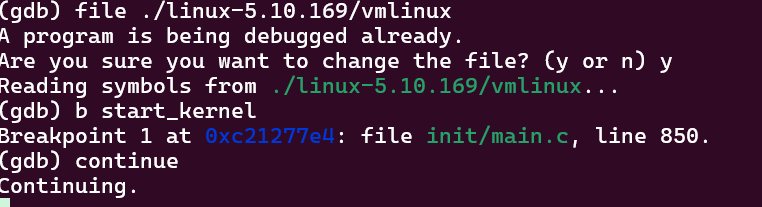 (gdb) file ./linux-5.10.169/vmlinux
A program is being debugged already.
Are you sure you want to change the file? (y or n) y
Reading symbols from ./linux-5.10.169/vmlinux...
(gdb) b start_kernel
Breakpoint 1 at 0xc21277e4: file init/main.c, line 850.
(gdb) continue
Continuing.